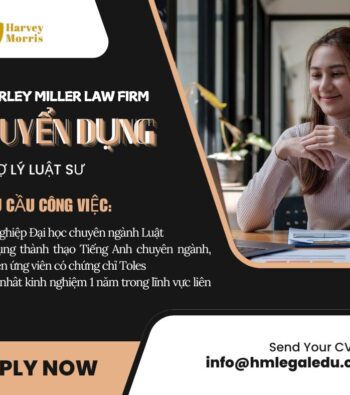 Harvey
Morris
RLEY MILLER LAW FIRM
UYỂN DỤNG
Ợ LÝ LUẬT SƯ
U CẦU CÔNG VIỆC:
ghiệp Đại học chuyên ngành Luật
ụng thành thạo Tiếng Anh chuyên ngành,
ên ứng viên có chứng chỉ Toles
nhất kinh nghiệm 1 năm trong lĩnh vực liên
PLY NOW
Send Your CV
info@hmlegaledu.c